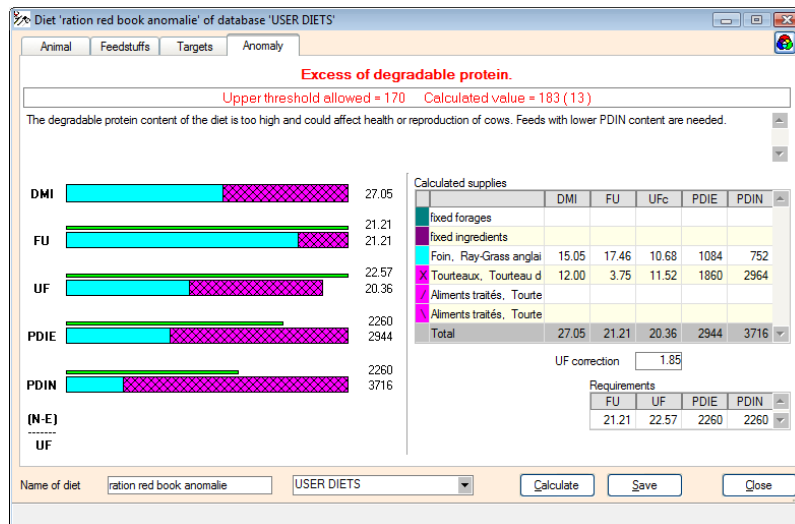 Diet 'ration red book anomalie' of database 'USER DIETS'
Animal Feedstuffs Targets Anomaly
Excess of degradable protein.
Upper threshold allowed = 170 Calculated value = 183 ( 13 )
The degradable protein content of the diet is too high and could affect health or reproduction of cows. Feeds with lower PDIN content are needed.
DMI 27.05
21.21
FU 21.21
22.57
UF 20.36
2260
PDIE 2944
2260
PDIN 3716
(N-E)
-------
UF
Calculated supplies
DMI FU UFc PDIE PDIN
fixed forages
fixed ingredients
Foin, Ray-Grass anglai 15.05 17.46 10.68 1084 752
X Tourteaux, Tourteau d 12.00 3.75 11.52 1860 2964
/ Aliments traités, Tourte
\ Aliments traités, Tourte
Total 27.05 21.21 20.36 2944 3716
UF correction 1.85
Requirements
FU UF PDIE PDIN
21.21 22.57 2260 2260
Name of diet ration red book anomalie USER DIETS Calculate Save Close